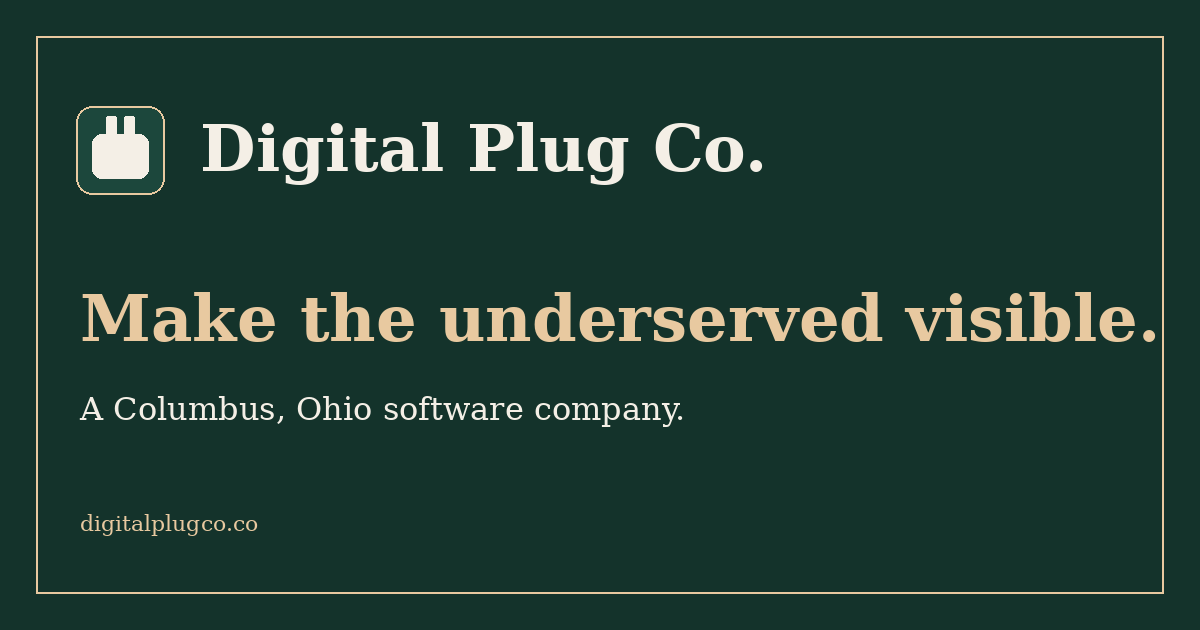 Digital Plug Co.
Make the underserved visible.
A Columbus, Ohio software company.
digitalplugco.co